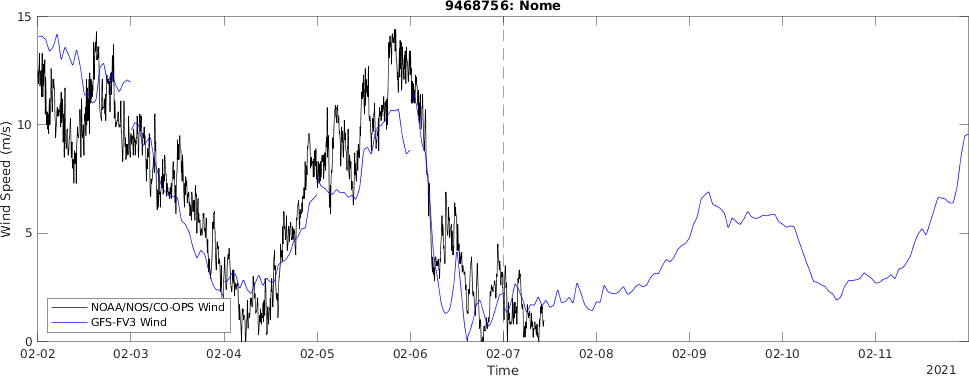 9468756: Nome
15
10
5
0
Wind Speed (m/s)
NOAA/NOS/CO-OPS Wind
GFS-FV3 Wind
02-02 02-03 02-04 02-05 02-06 02-07 02-08 02-09 02-10 02-11
Time
2021